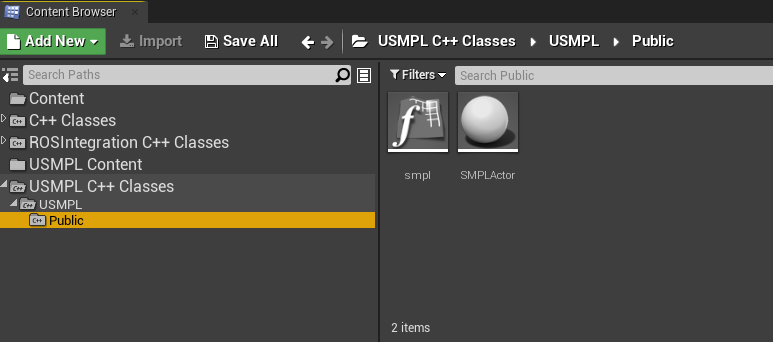 Content Browser
Add New
Import
Save All
USMPL C++ Classes
USMPL
Public
Search Paths
Content
C++ Classes
ROSIntegration C++ Classes
USMPL Content
USMPL C++ Classes
USMPL
Public
Filters
Search Public
smpl
SMPLActor
2 items